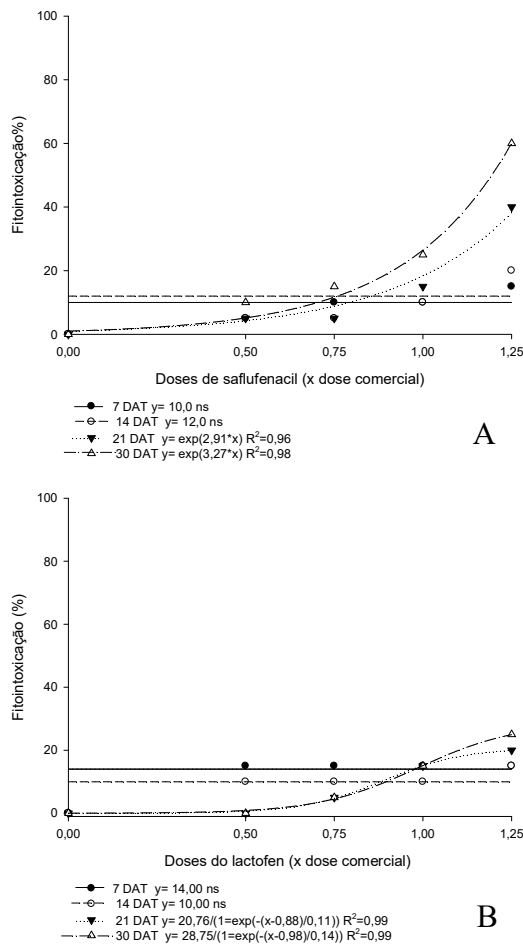 100
80
60
40
20
0
Fitointoxicação%)
0,00 0,50 0,75 1,00 1,25
Doses de saflufenacil (x dose comercial)
7 DAT y= 10,0 ns
14 DAT y= 12,0 ns
21 DAT y= exp(2,91*x) R²=0,96
30 DAT y= exp(3,27*x) R²=0,98
A
100
80
60
40
20
0
Fitointoxicação (%)
0,00 0,50 0,75 1,00 1,25
Doses do lactofen (x dose comercial)
7 DAT y= 14,00 ns
14 DAT y= 10,00 ns
21 DAT y= 20,76/(1=exp(-(x-0,88)/0,11)) R²=0,99
30 DAT y= 28,75/(1=exp(-(x-0,98)/0,14)) R²=0,99
B